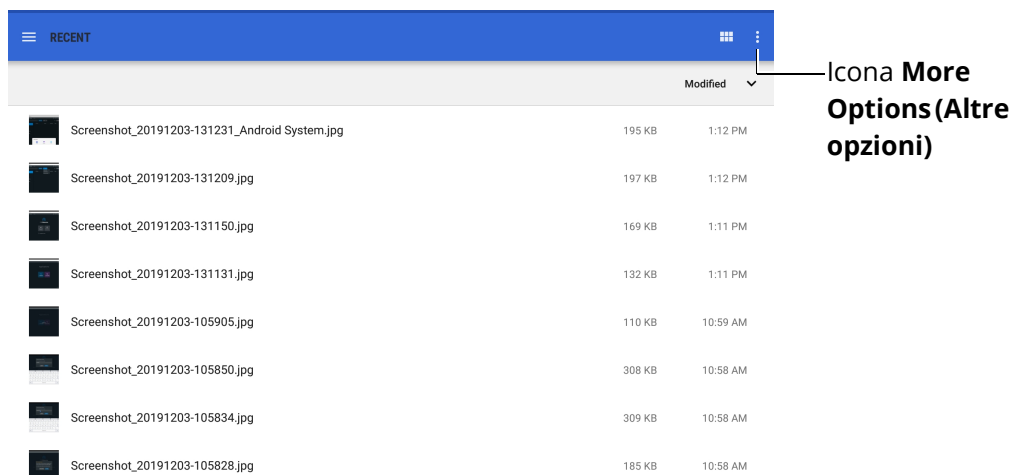 RECENT
Modified
Icona More
Options (Altre
opzioni)
Screenshot_20191203-131231_Android System.jpg 195 KB 1:12 PM
Screenshot_20191203-131209.jpg 197 KB 1:12 PM
Screenshot_20191203-131150.jpg 169 KB 1:11 PM
Screenshot_20191203-131131.jpg 132 KB 1:11 PM
Screenshot_20191203-105905.jpg 110 KB 10:59 AM
Screenshot_20191203-105850.jpg 308 KB 10:58 AM
Screenshot_20191203-105834.jpg 309 KB 10:58 AM
Screenshot_20191203-105828.jpg 185 KB 10:58 AM